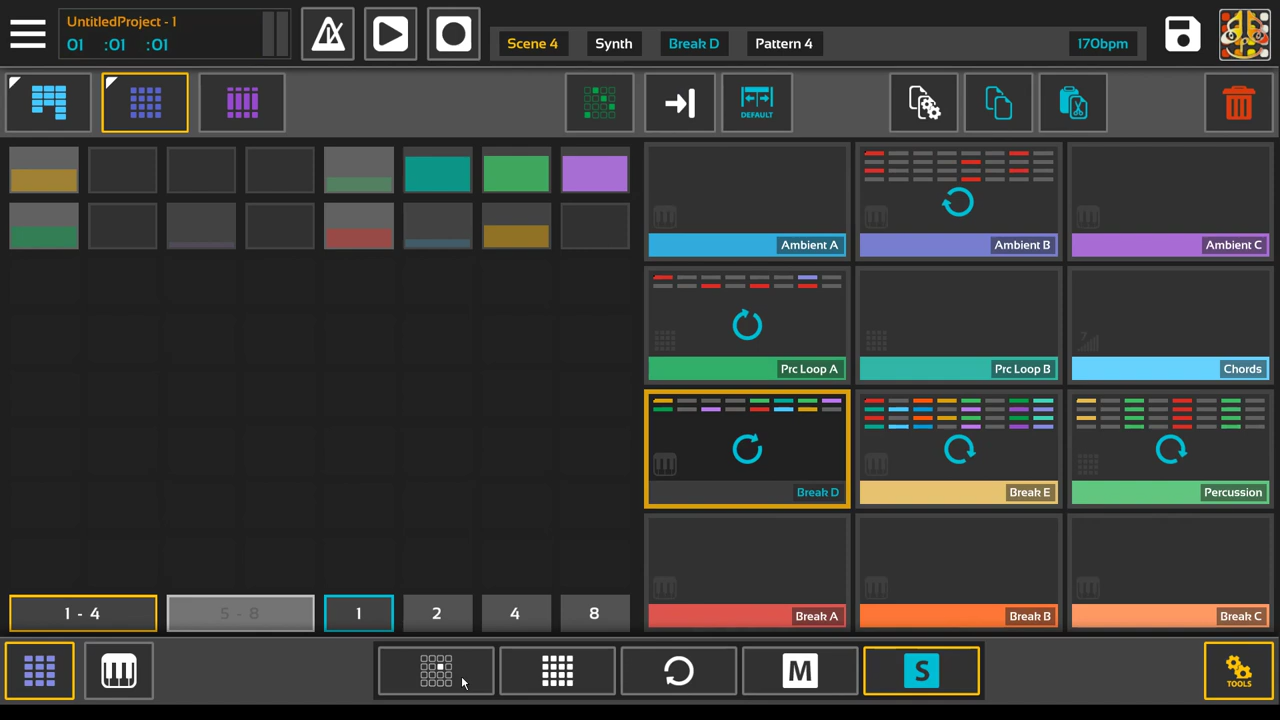 UntitledProject - 1
01 :01 :01
Scene 4 Synth Break D Pattern 4 170bpm
DEFAULT
Ambient A Ambient B Ambient C
Prc Loop A Prc Loop B Chords
7
Break D Break E Percussion
Break A Break B Break C
1 - 4 5 - 8 1 2 4 8
M S TOOLS